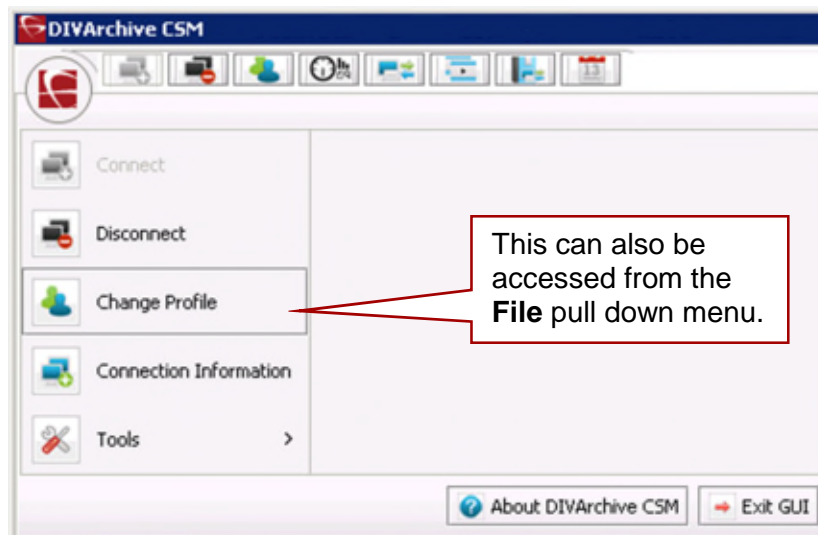 DIVArchive CSM
13
Connect
Disconnect
This can also be
accessed from the
File pull down menu.
Change Profile
Connection Information
Tools >
About DIVArchive CSM
Exit GUI